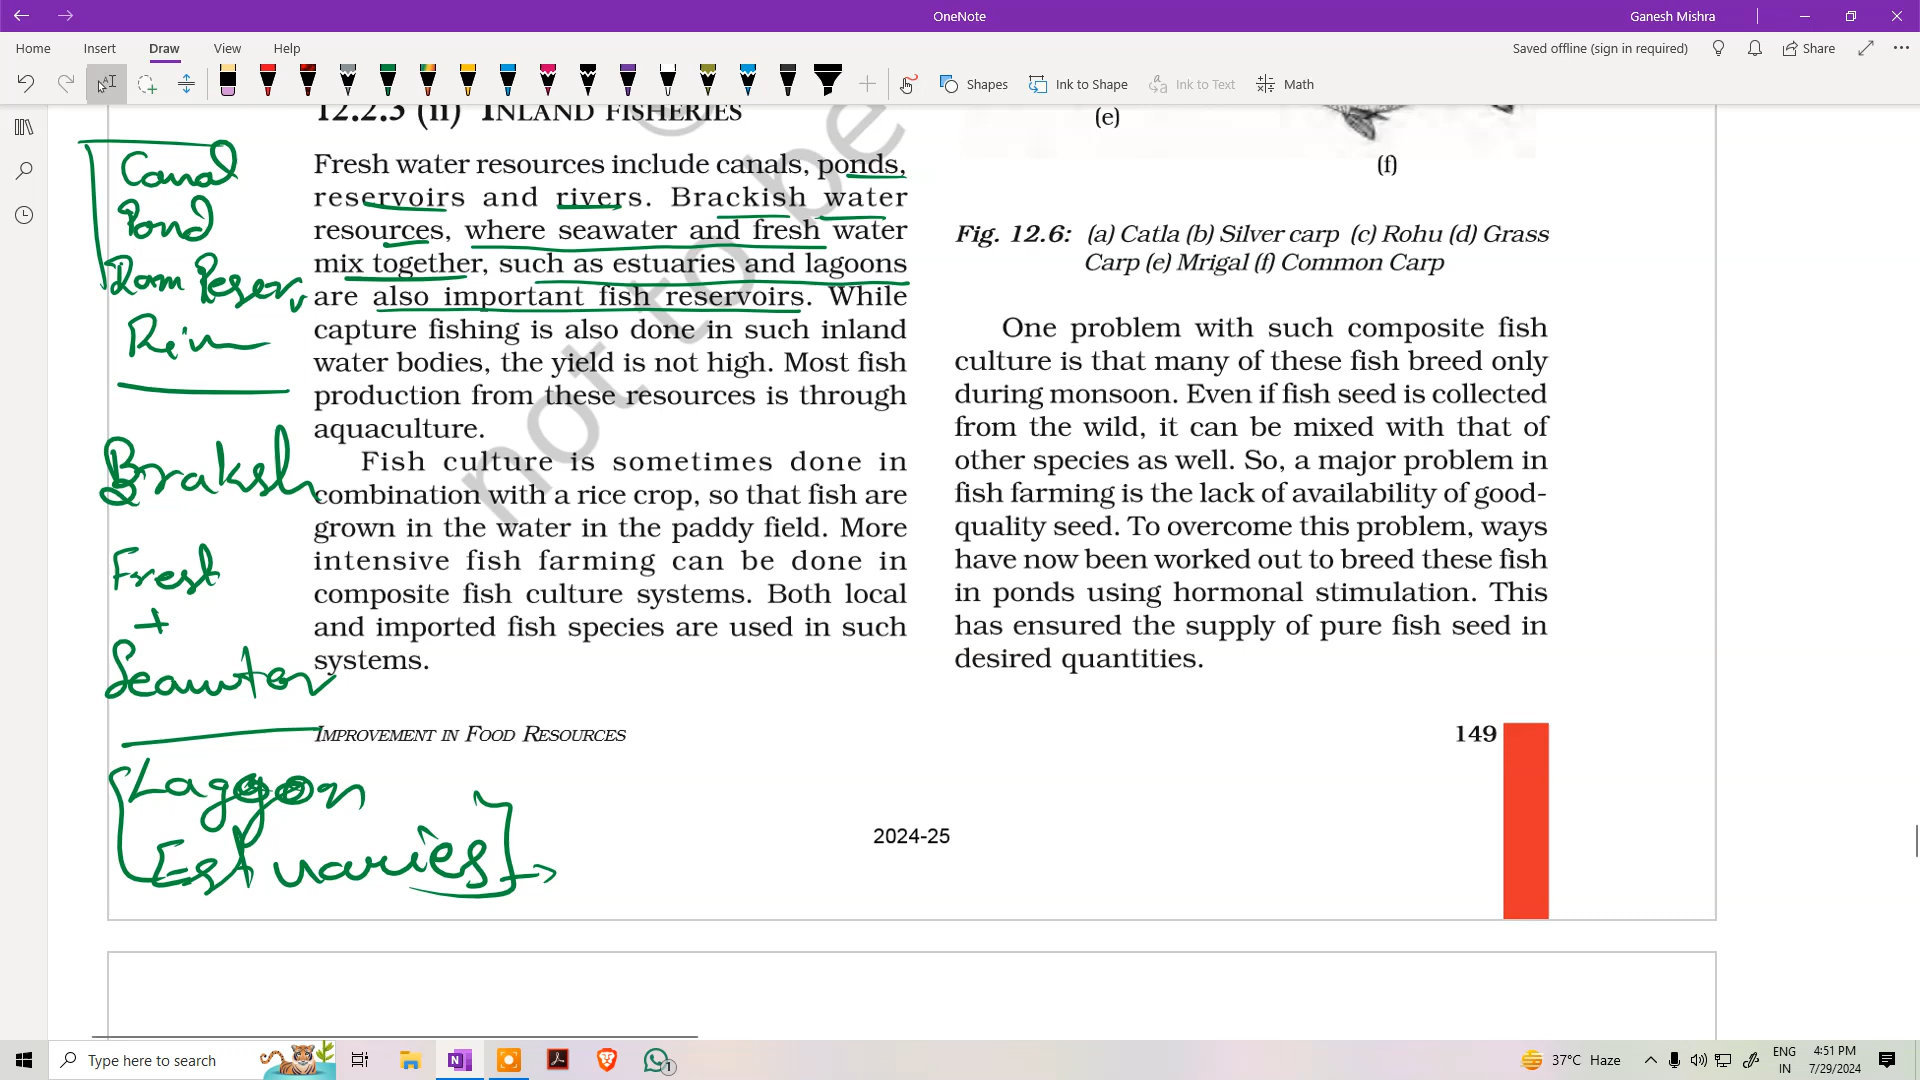 OneNote
Ganesh Mishra
Home Insert Draw View Help
Saved offline (sign in required)
Share
Shapes
Ink to Shape
Ink to Text
Math
12.2.3 (ii) INLAND FISHERIES
Fresh water resources include canals, ponds,
reservoirs and rivers. Brackish water
resources, where seawater and fresh water
mix together, such as estuaries and lagoons
are also important fish reservoirs. While
capture fishing is also done in such inland
water bodies, the yield is not high. Most fish
production from these resources is through
aquaculture.
Fish culture is sometimes done in
combination with a rice crop, so that fish are
grown in the water in the paddy field. More
intensive fish farming can be done in
composite fish culture systems. Both local
and imported fish species are used in such
systems.
Canal
Pond
Dam Reser
Braksh
Fresh
+
Seawter
Lagoon
Estuaries
not to be
(e)
(f)
Fig. 12.6: (a) Catla (b) Silver carp (c) Rohu (d) Grass
Carp (e) Mrigal (f) Common Carp
One problem with such composite fish
culture is that many of these fish breed only
during monsoon. Even if fish seed is collected
from the wild, it can be mixed with that of
other species as well. So, a major problem in
fish farming is the lack of availability of good-
quality seed. To overcome this problem, ways
have now been worked out to breed these fish
in ponds using hormonal stimulation. This
has ensured the supply of pure fish seed in
desired quantities.
IMPROVEMENT IN FOOD RESOURCES
149
2024-25
Type here to search
37°C Haze
ENG
IN
4:51 PM
7/29/2024